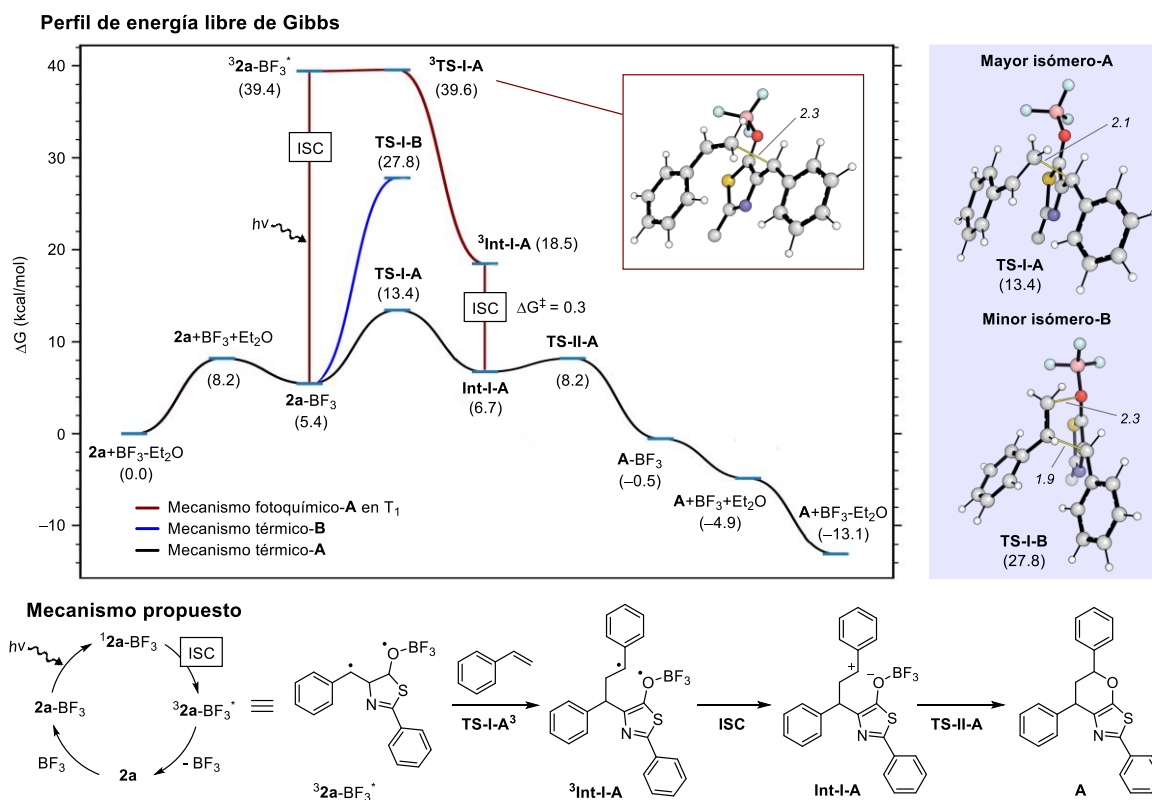 Perfil de energía libre de Gibbs
ΔG (kcal/mol)
40
30
20
10
0
–10
³2a-BF₃*
(39.4)
³TS-I-A
(39.6)
ISC
TS-I-B
(27.8)
hν
³Int-I-A (18.5)
TS-I-A
(13.4)
ISC
ΔG‡ = 0.3
2a+BF₃+Et₂O
(8.2)
2a-BF₃
(5.4)
Int-I-A
(6.7)
TS-II-A
(8.2)
2a+BF₃-Et₂O
(0.0)
A-BF₃
(–0.5)
A+BF₃+Et₂O
(–4.9)
A+BF₃-Et₂O
(–13.1)
Mecanismo fotoquímico-A en T₁
Mecanismo térmico-B
Mecanismo térmico-A
2.3
Mayor isómero-A
2.1
TS-I-A
(13.4)
Minor isómero-B
2.3
1.9
TS-I-B
(27.8)
Mecanismo propuesto
hν
¹2a-BF₃
ISC
2a-BF₃
³2a-BF₃*
BF₃
- BF₃
2a
O–BF₃
S
N
³2a-BF₃*
TS-I-A³
O–BF₃
S
N
³Int-I-A
ISC
+
–
O–BF₃
S
N
Int-I-A
TS-II-A
O
S
N
A